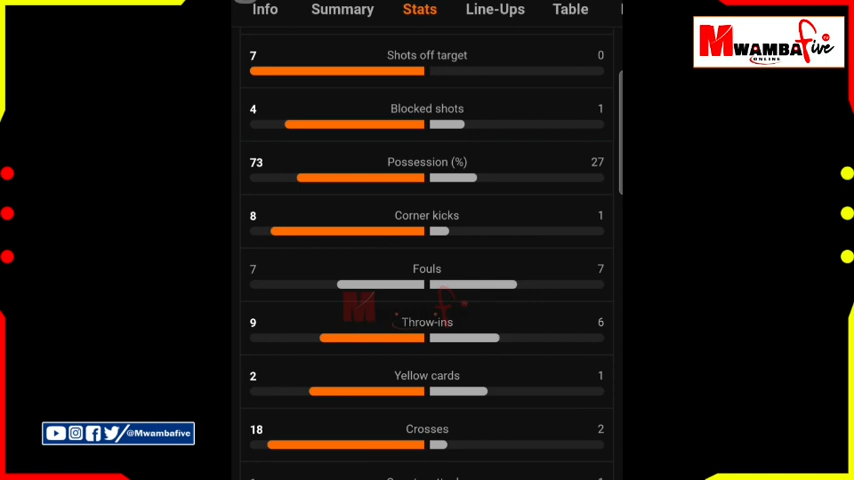 Info Summary Stats Line-Ups Table
MWAMBA Five
ONLINE
7 Shots off target 0
4 Blocked shots 1
73 Possession (%) 27
8 Corner kicks 1
7 Fouls 7
9 Throw-ins 6
2 Yellow cards 1
18 Crosses 2
@Mwambafive